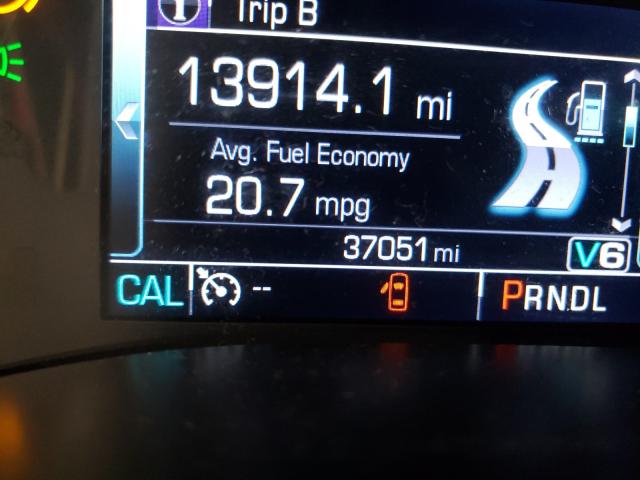 Trip B
13914.1 mi
Avg. Fuel Economy
20.7 mpg
37051 mi
V6
CAL -- PRNDL